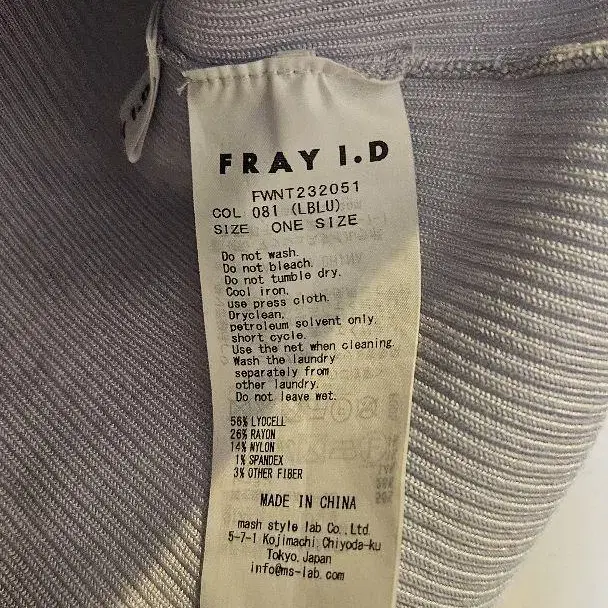 FRAY I.D
FWNT232051
COL 081 (LBLU)
SIZE ONE SIZE
Do not wash.
Do not bleach.
Do not tumble dry.
Cool iron,
use press cloth.
Dryclean,
petroleum solvent only.
short cycle.
Use the net when cleaning.
Wash the laundry
separately from
other laundry.
Do not leave wet.
56% LYOCELL
26% RAYON
14% NYLON
1% SPANDEX
3% OTHER FIBER
MADE IN CHINA
mash style lab Co.,Ltd.
5-7-1 Kojimachi,Chiyoda-ku
Tokyo,Japan
info@ms-lab.com